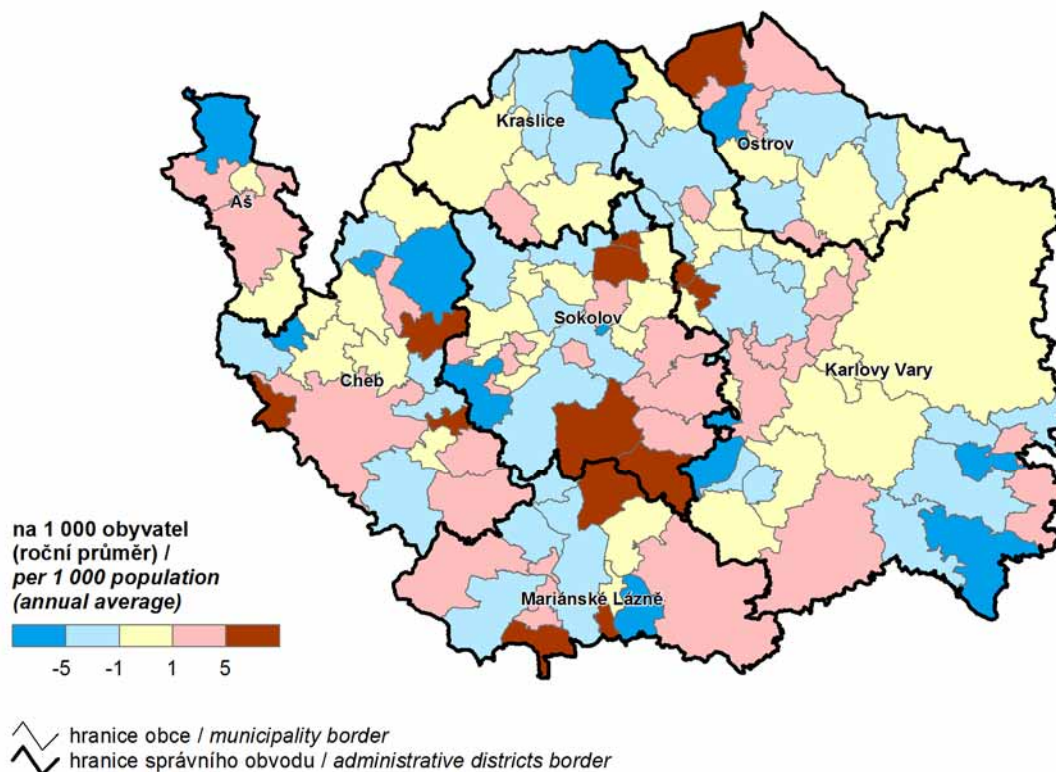 Kraslice
Ostrov
Aš
Sokolov
Cheb
Karlovy Vary
Mariánské Lázně
na 1 000 obyvatel
(roční průměr) /
per 1 000 population
(annual average)
-5 -1 1 5
hranice obce / municipality border
hranice správního obvodu / administrative districts border